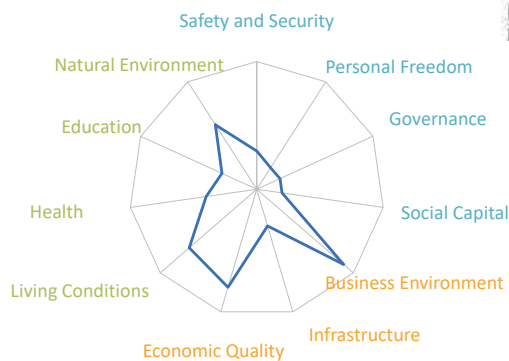 Safety and Security
Natural Environment
Personal Freedom
Education
Governance
Health
Social Capital
Living Conditions
Business Environment
Infrastructure
Economic Quality